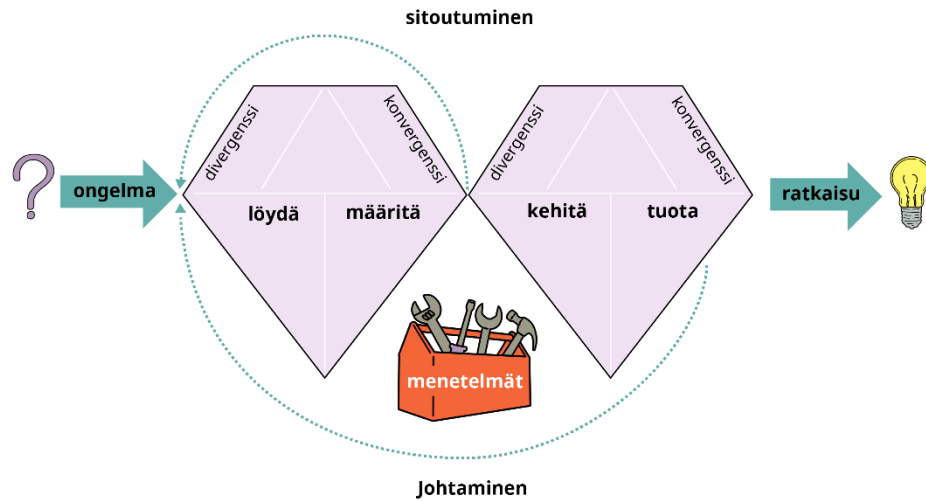 sitoutuminen
divergenssi
konvergenssi
divergenssi
konvergenssi
ongelma
löydä
määritä
kehitä
tuota
ratkaisu
menetelmät
Johtaminen